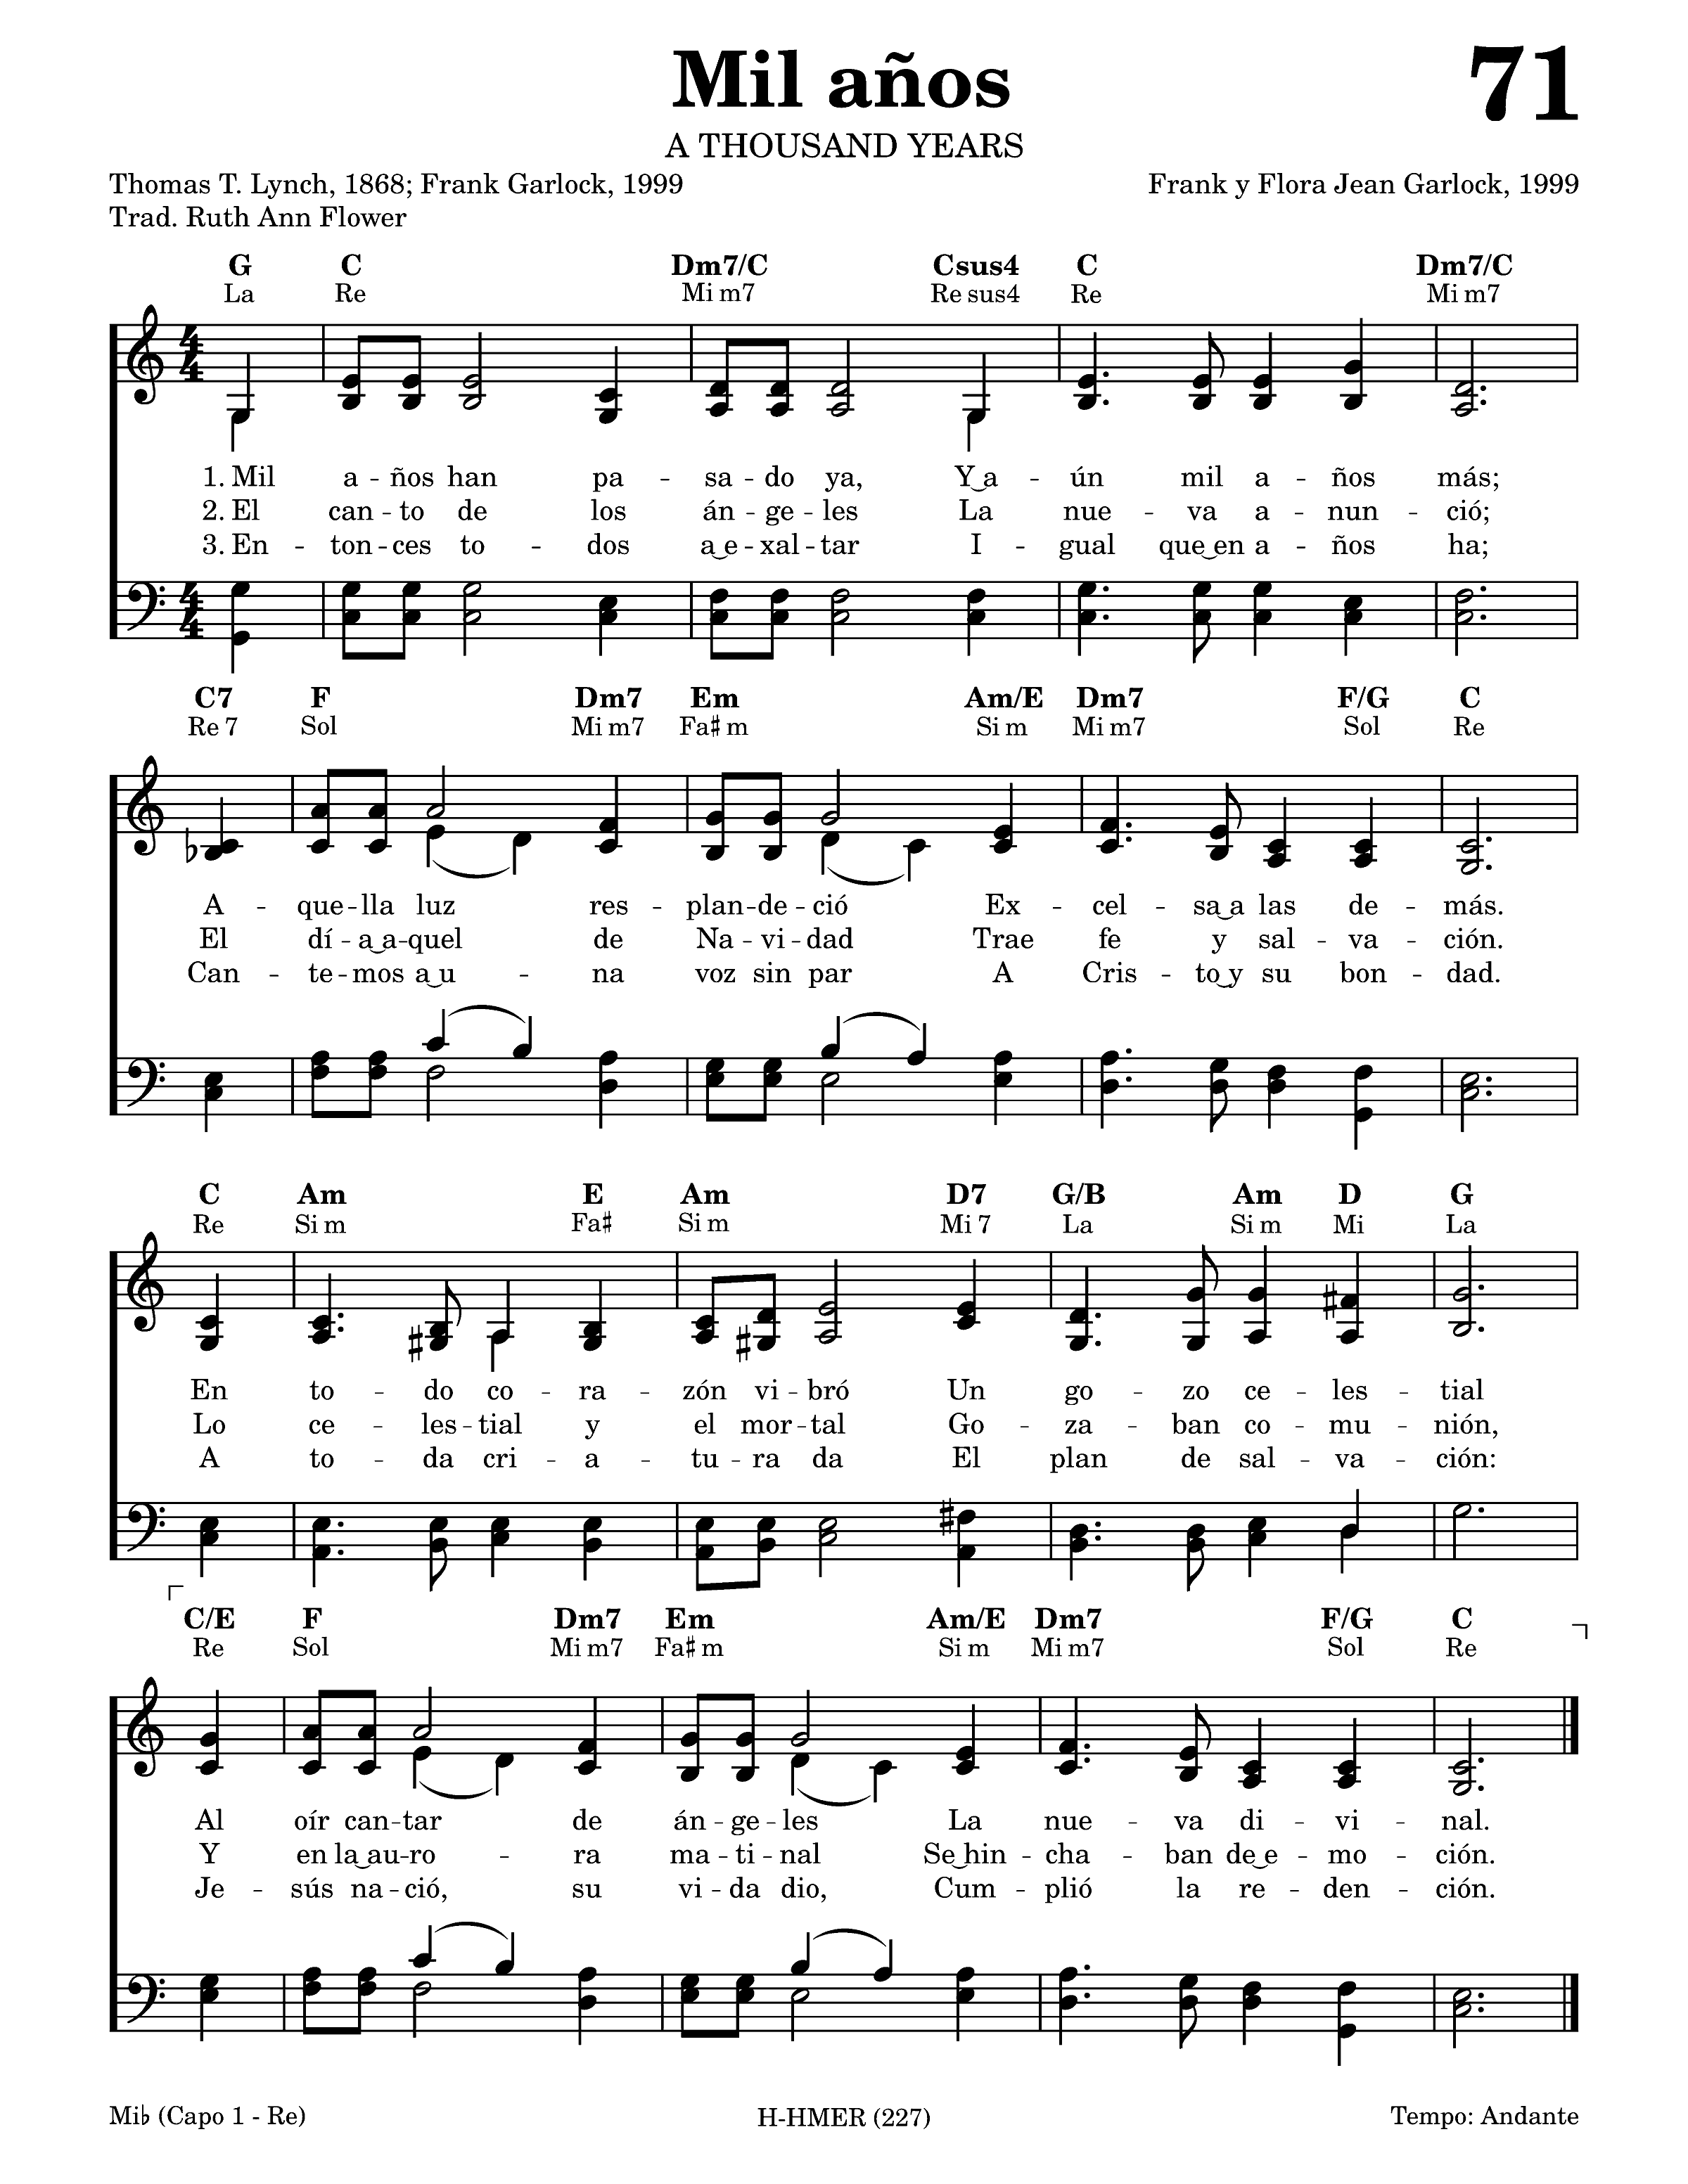 Mil años
71
A THOUSAND YEARS
Thomas T. Lynch, 1868; Frank Garlock, 1999
Frank y Flora Jean Garlock, 1999
Trad. Ruth Ann Flower
G C Dm7/C Csus4 C Dm7/C
La Re Mi m7 Re sus4 Re Mi m7
4 4
1. Mil a -- ños han pa -- sa -- do ya, Y‿a -- ún mil a -- ños más;
2. El can -- to de los án -- ge -- les La nue -- va a -- nun -- ció;
3. En -- ton -- ces to -- dos a‿e -- xal -- tar I -- gual que‿en a -- ños ha;
4 4
C7 F Dm7 Em Am/E Dm7 F/G C
Re 7 Sol Mi m7 Fa♯ m Si m Mi m7 Sol Re
A -- que -- lla luz res -- plan -- de -- ció Ex -- cel -- sa‿a las de -- más.
El dí -- a‿a -- quel de Na -- vi -- dad Trae fe y sal -- va -- ción.
Can -- te -- mos a‿u -- na voz sin par A Cris -- to‿y su bon -- dad.
C Am E Am D7 G/B Am D G
Re Si m Fa♯ Si m Mi 7 La Si m Mi La
En to -- do co -- ra -- zón vi -- bró Un go -- zo ce -- les -- tial
Lo ce -- les -- tial y el mor -- tal Go -- za -- ban co -- mu -- nión,
A to -- da cri -- a -- tu -- ra da El plan de sal -- va -- ción:
C/E F Dm7 Em Am/E Dm7 F/G C
Re Sol Mi m7 Fa♯ m Si m Mi m7 Sol Re
Al oír can -- tar de án -- ge -- les La nue -- va di -- vi -- nal.
Y en la‿au -- ro -- ra ma -- ti -- nal Se‿hin -- cha -- ban de‿e -- mo -- ción.
Je -- sús na -- ció, su vi -- da dio, Cum -- plió la re -- den -- ción.
Mi♭ (Capo 1 - Re)
H-HMER (227)
Tempo: Andante